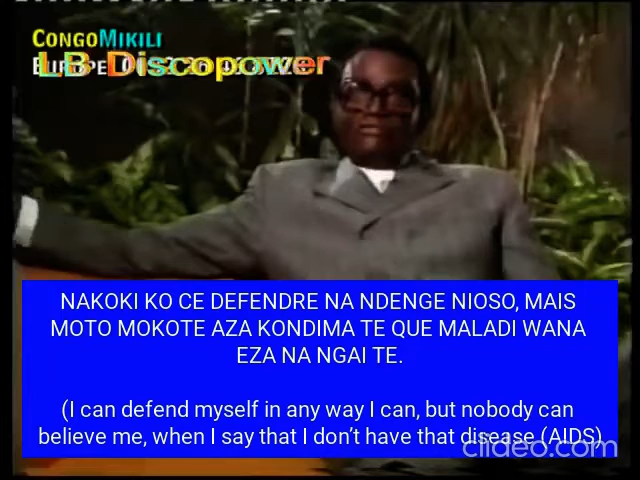 CONGOMIKILI
LB Discopower
NAKOKI KO CE DEFENDRE NA NDENGE NIOSO, MAIS
MOTO MOKOTE AZA KONDIMA TE QUE MALADI WANA
EZA NA NGAI TE.
(I can defend myself in any way I can, but nobody can
believe me, when I say that I don't have that disease (AIDS)
clideo.com